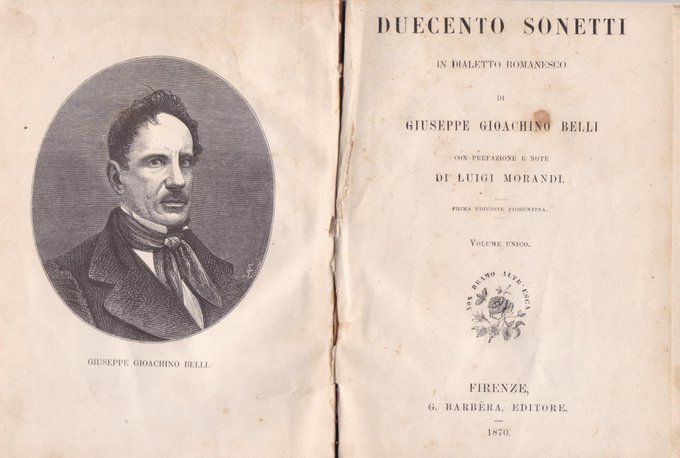 GIUSEPPE GIOACHINO BELLI.
DUECENTO SONETTI
IN DIALETTO ROMANESCO
DI
GIUSEPPE GIOACHINO BELLI
CON PREFAZIONE E NOTE
DI LUIGI MORANDI.
PRIMA EDIZIONE FIORENTINA.
VOLUME UNICO.
NON BRAMO ALTR' ESCA
FIRENZE,
G. BARBÈRA, EDITORE.
1870.